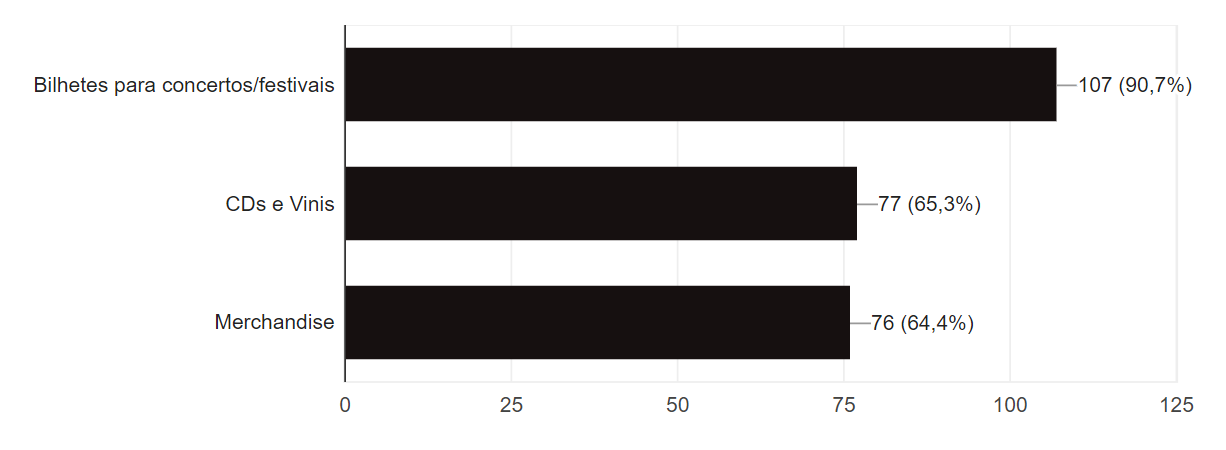 Bilhetes para concertos/festivais
107 (90,7%)
CDs e Vinis
77 (65,3%)
Merchandise
76 (64,4%)
0 25 50 75 100 125